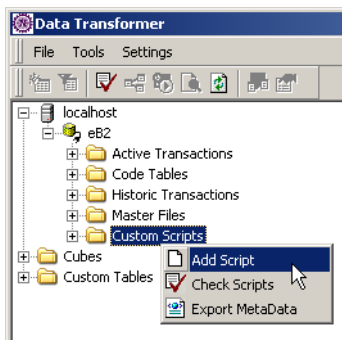 Data Transformer
File Tools Settings
localhost
eB2
Active Transactions
Code Tables
Historic Transactions
Master Files
Custom Scripts
Add Script
Cubes
Check Scripts
Custom Tables
Export MetaData